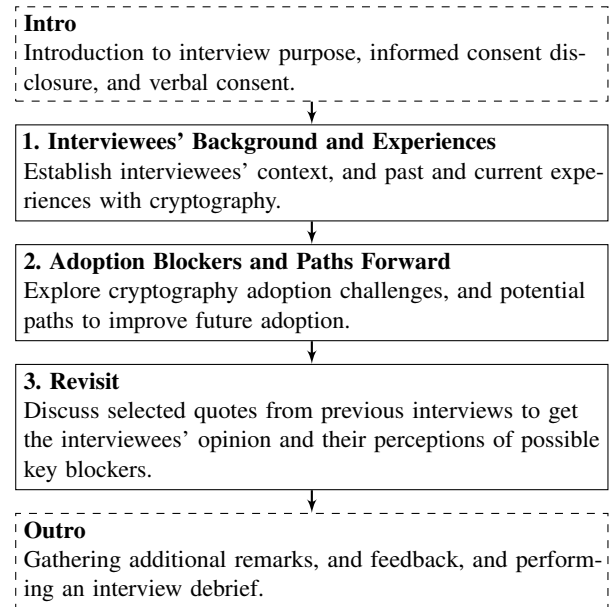 Intro
Introduction to interview purpose, informed consent dis-
closure, and verbal consent.
1. Interviewees' Background and Experiences
Establish interviewees' context, and past and current expe-
riences with cryptography.
2. Adoption Blockers and Paths Forward
Explore cryptography adoption challenges, and potential
paths to improve future adoption.
3. Revisit
Discuss selected quotes from previous interviews to get
the interviewees' opinion and their perceptions of possible
key blockers.
Outro
Gathering additional remarks, and feedback, and perform-
ing an interview debrief.